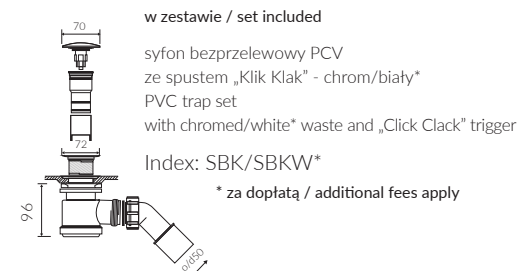 w zestawie / set included
syfon bezprzelewowy PCV
ze spustem „Klik Klak” - chrom/biały*
PVC trap set
with chromed/white* waste and „Click Clack” trigger
Index: SBK/SBKW*
* za dopłatą / additional fees apply
70
72
96
o/d50